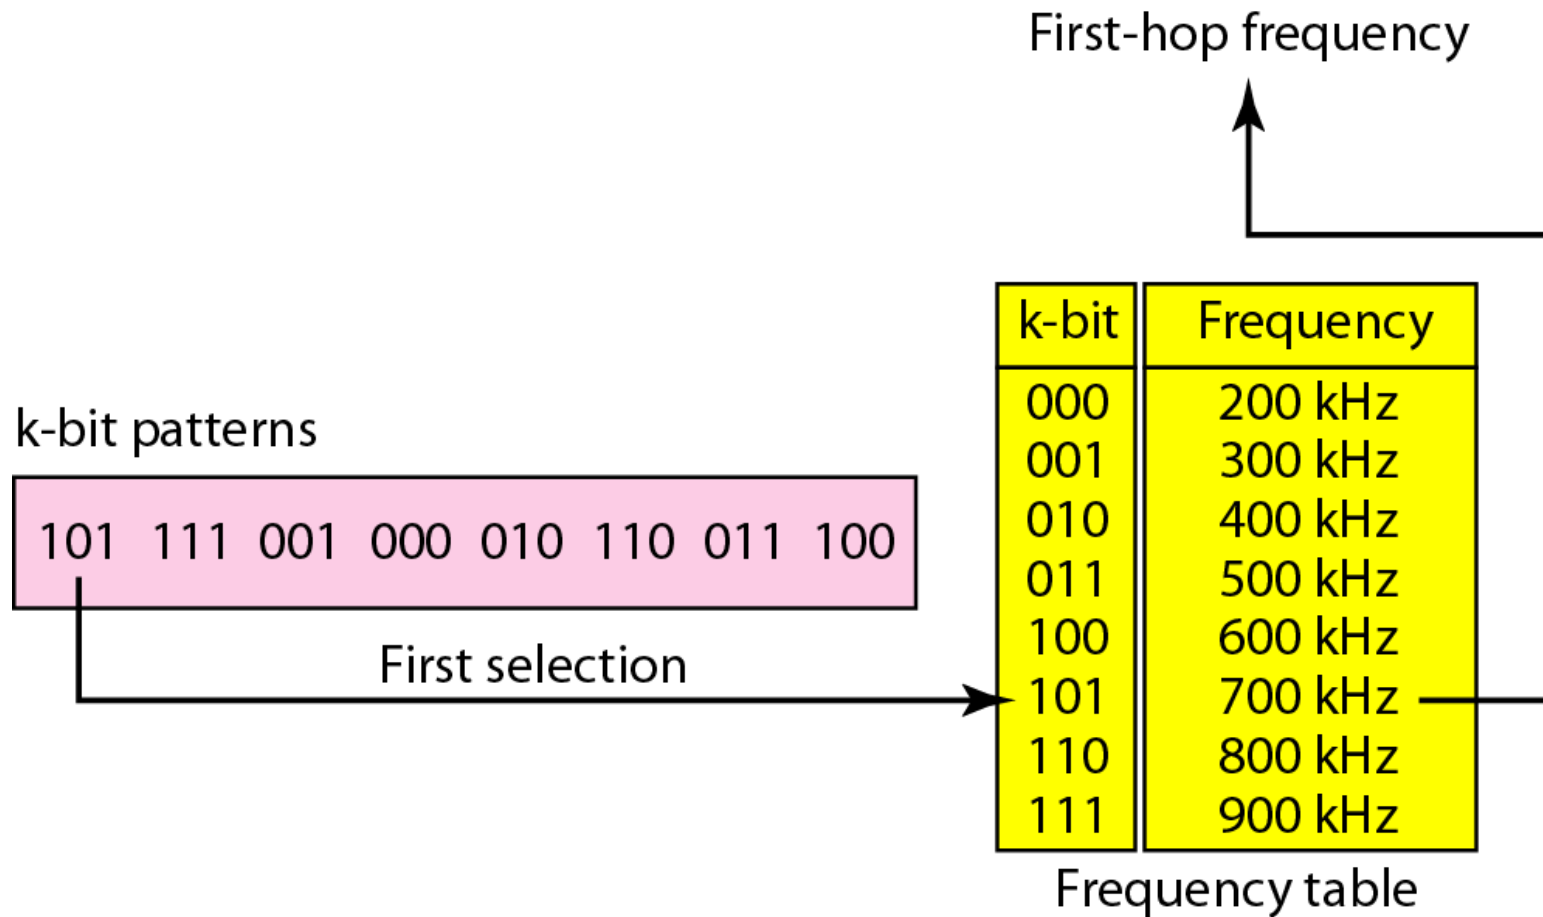 First-hop frequency
k-bit Frequency
000 200 kHz
001 300 kHz
k-bit patterns
010 400 kHz
101 111 001 000 010 110 011 100
011 500 kHz
100 600 kHz
First selection
101 700 kHz
110 800 kHz
111 900 kHz
Frequency table